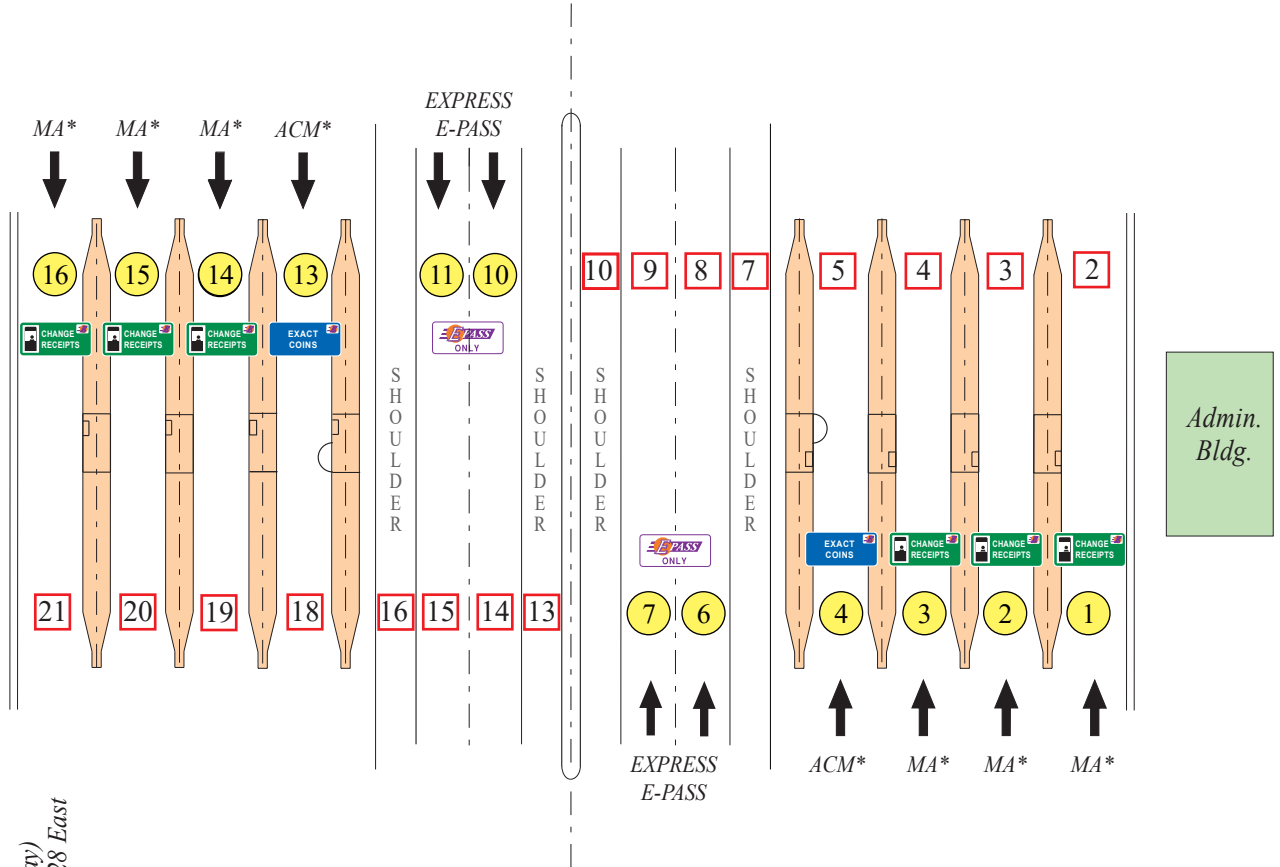 EXPRESS
E-PASS
MA* MA* MA* ACM*
16 15 14 13 11 10
10 9 8 7 5 4 3 2
CHANGE RECEIPTS
CHANGE RECEIPTS
CHANGE RECEIPTS
EXACT COINS
E-PASS
ONLY
SHOULDER
SHOULDER
SHOULDER
SHOULDER
Admin.
Bldg.
E-PASS
ONLY
EXACT COINS
CHANGE RECEIPTS
CHANGE RECEIPTS
CHANGE RECEIPTS
21 20 19 18 16 15 14 13
7 6 4 3 2 1
EXPRESS
E-PASS
ACM* MA* MA* MA*
28 East